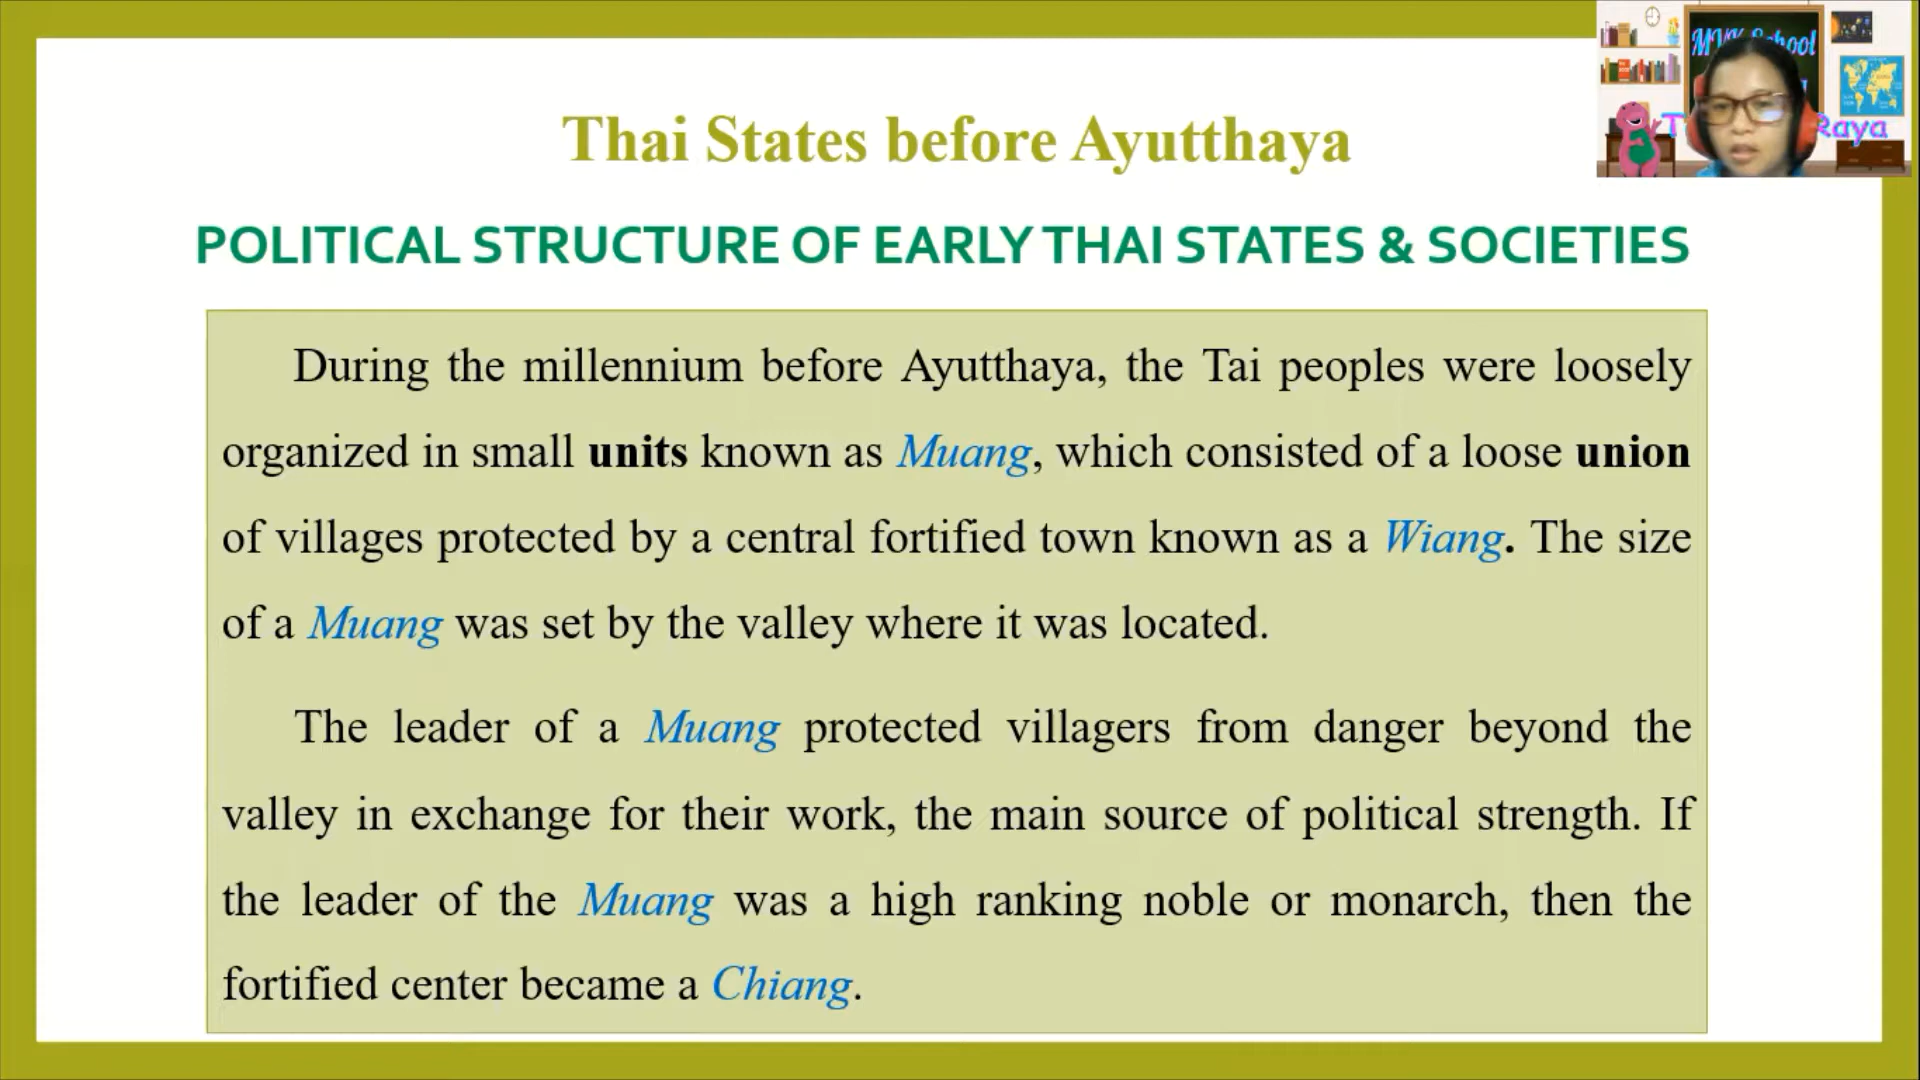 MVK School
Raya
Thai States before Ayutthaya
POLITICAL STRUCTURE OF EARLY THAI STATES & SOCIETIES
During the millennium before Ayutthaya, the Tai peoples were loosely
organized in small units known as Muang, which consisted of a loose union
of villages protected by a central fortified town known as a Wiang. The size
of a Muang was set by the valley where it was located.
The leader of a Muang protected villagers from danger beyond the
valley in exchange for their work, the main source of political strength. If
the leader of the Muang was a high ranking noble or monarch, then the
fortified center became a Chiang.